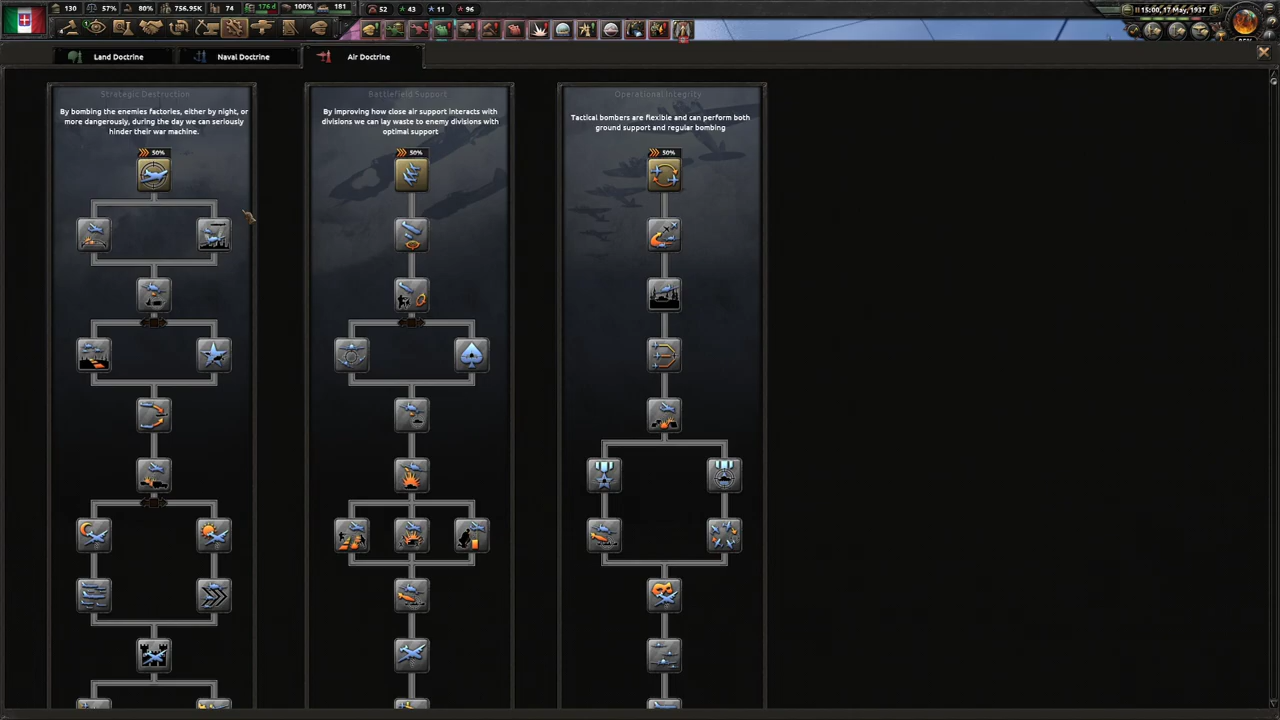 130
57%
80%
756.95K
74
176 d
100%
181
52
43
11
96
15:00, 17 May, 1937
Land Doctrine
Naval Doctrine
Air Doctrine
Strategic Destruction
By bombing the enemies factories, either by night, or
more dangerously, during the day we can seriously
hinder their war machine.
50%
Battlefield Support
By improving how close air support interacts with
divisions we can lay waste to enemy divisions with
optimal support
50%
Operational Integrity
Tactical bombers are flexible and can perform both
ground support and regular bombing
50%